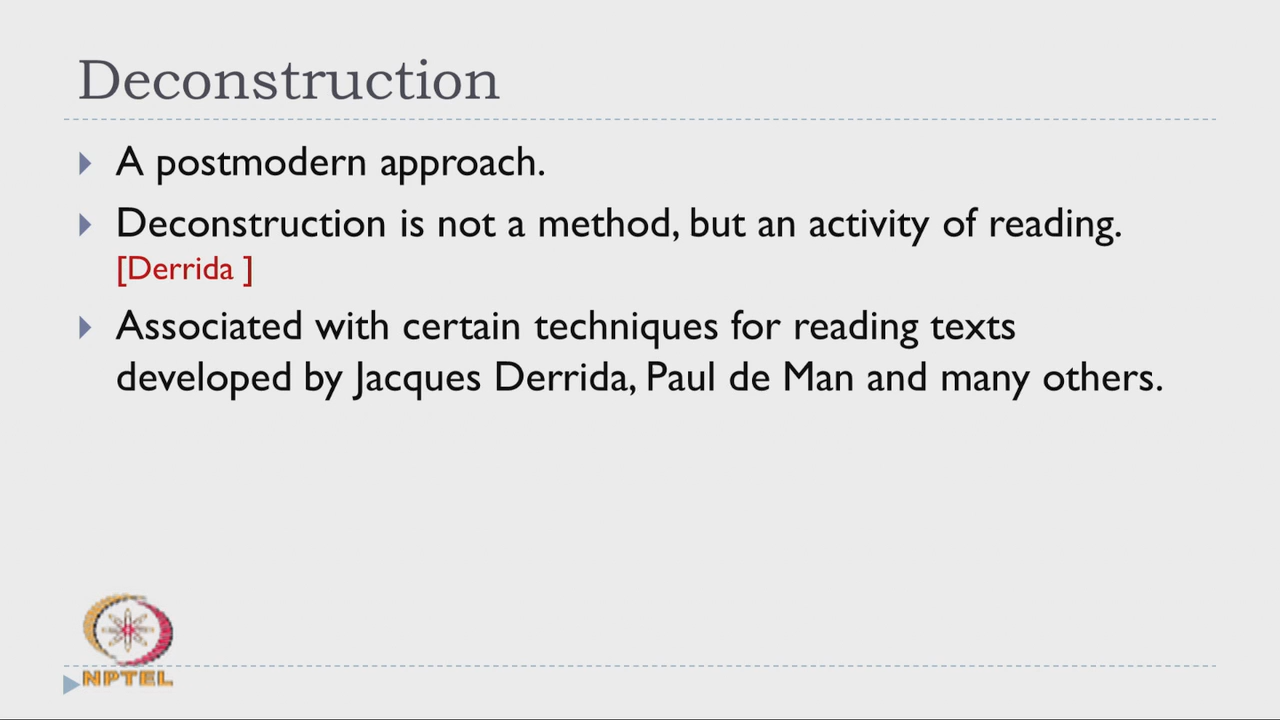 Deconstruction
A postmodern approach.
Deconstruction is not a method, but an activity of reading.
[Derrida ]
Associated with certain techniques for reading texts
developed by Jacques Derrida, Paul de Man and many others.
NPTEL